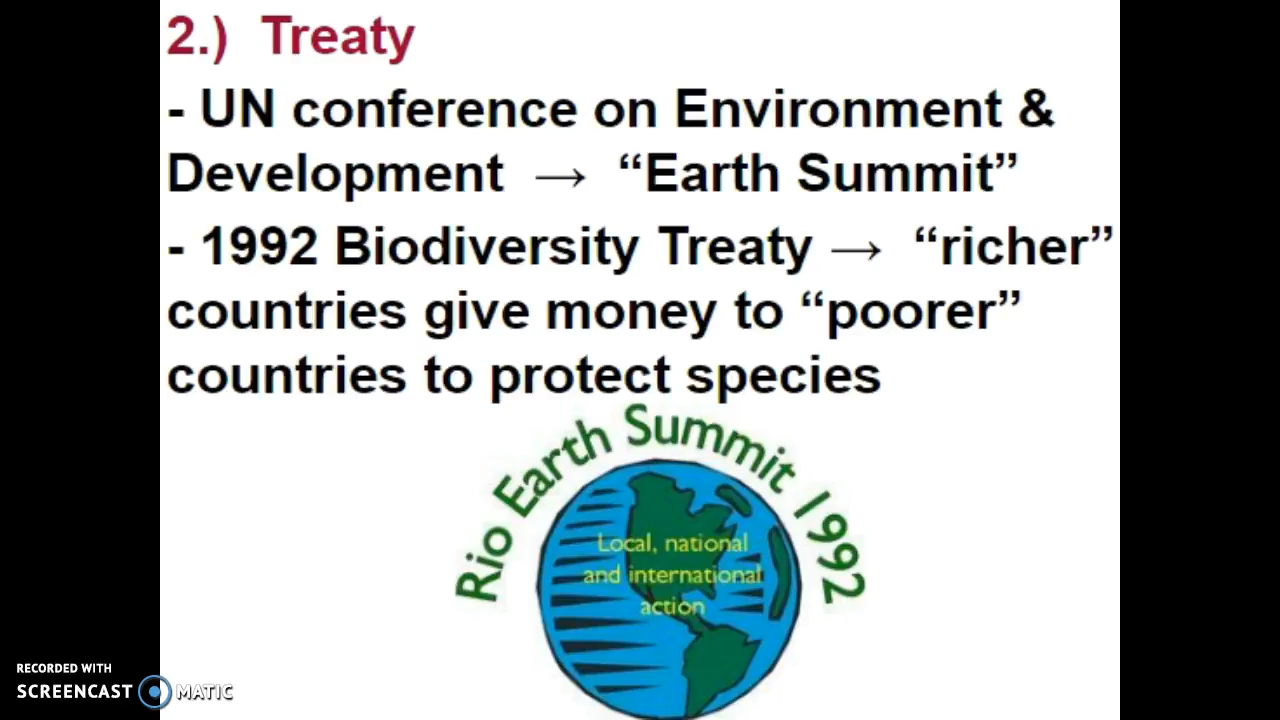 2.) Treaty
- UN conference on Environment &
Development → “Earth Summit”
- 1992 Biodiversity Treaty → “richer”
countries give money to “poorer”
countries to protect species
Rio Earth Summit 1992
Local, national
and international
action
RECORDED WITH
SCREENCAST MATIC